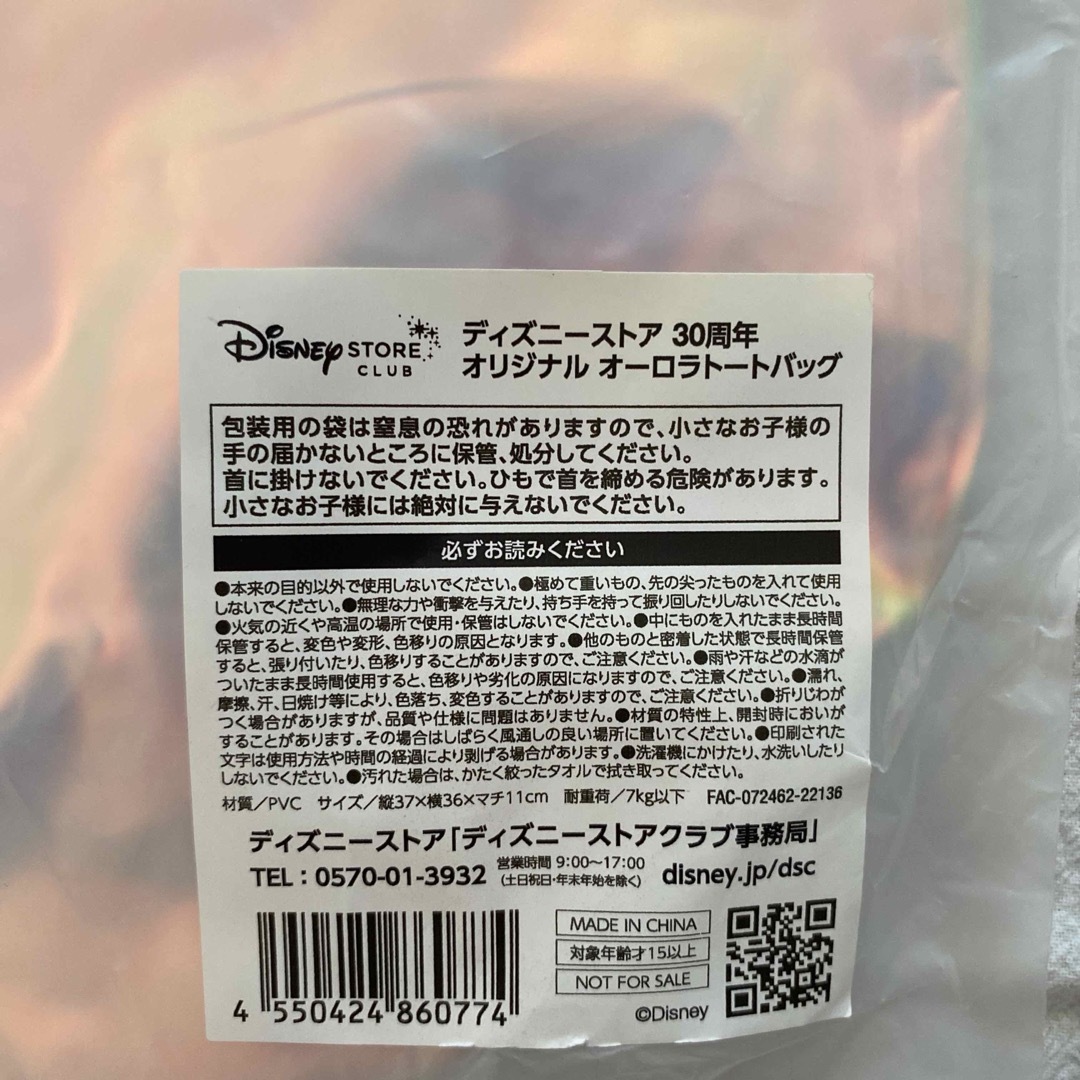 Disney STORE CLUB
ディズニーストア 30周年
オリジナル オーロラトートバッグ
包装用の袋は窒息の恐れがありますので、小さなお子様の
手の届かないところに保管、処分してください。
首に掛けないでください。ひもで首を締める危険があります。
小さなお子様には絶対に与えないでください。
必ずお読みください
●本来の目的以外で使用しないでください。●極めて重いもの、先の尖ったものを入れて使用
しないでください。●無理な力や衝撃を与えたり、持ち手を持って振り回したりしないでください。
●火気の近くや高温の場所で使用・保管はしないでください。●中にものを入れたまま長時間
保管すると、変色や変形、色移りの原因となります。●他のものと密着した状態で長時間保管
すると、張り付いたり、色移りすることがありますので、ご注意ください。●雨や汗などの水滴が
ついたまま長時間使用すると、色移りや劣化の原因になりますので、ご注意ください。●濡れ、
摩擦、汗、日焼け等により、色落ち、変色することがありますので、ご注意ください。●折りじわが
つく場合がありますが、品質や仕様に問題はありません。●材質の特性上、開封時においが
することがあります。その場合はしばらく風通しの良い場所に置いてください。●印刷された
文字は使用方法や時間の経過により剥げる場合があります。●洗濯機にかけたり、水洗いしたり
しないでください。●汚れた場合は、かたく絞ったタオルで拭き取ってください。
材質／PVC サイズ／縦37×横36×マチ11cm 耐重荷／7kg以下 FAC-072462-22136
ディズニーストア「ディズニーストアクラブ事務局」
TEL：0570-01-3932 営業時間 9:00〜17:00 (土日祝日・年末年始を除く) disney.jp/dsc
MADE IN CHINA
対象年齢才15以上
NOT FOR SALE
4 550424 860774
©Disney